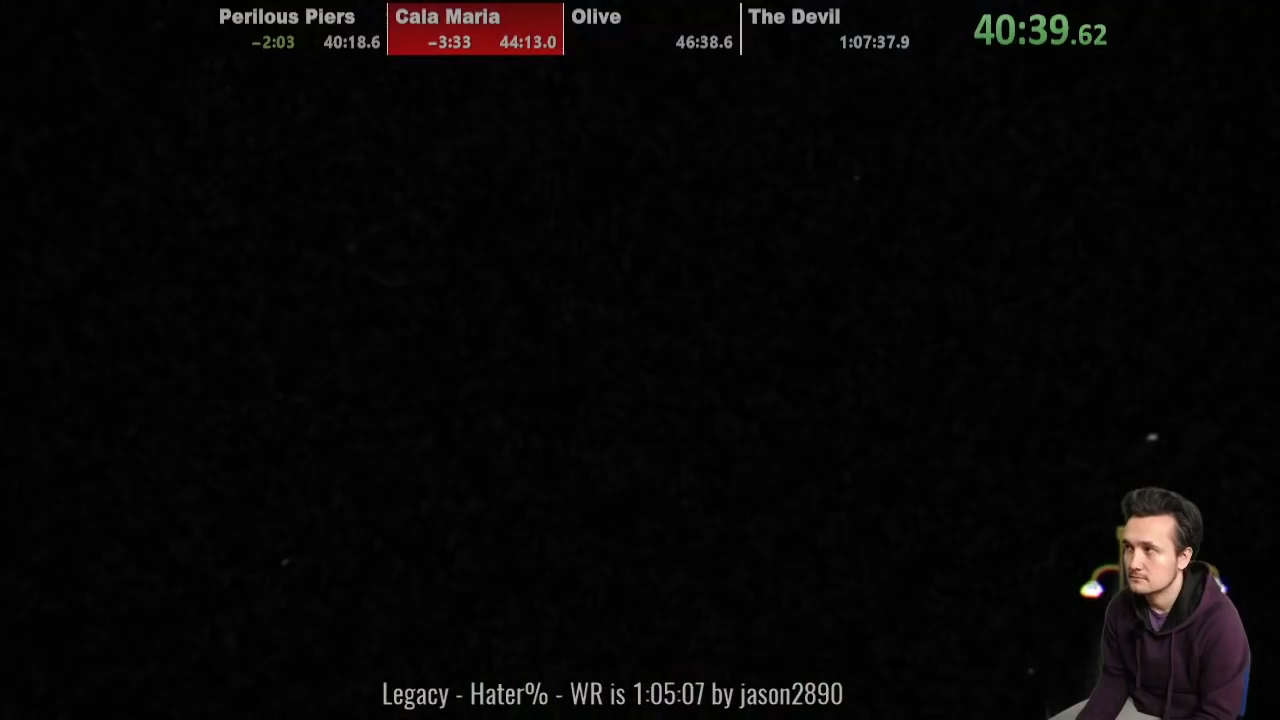 Perilous Piers
−2:03 40:18.6
Cala Maria
−3:33 44:13.0
Olive
46:38.6
The Devil
1:07:37.9
40:39.62
Legacy - Hater% - WR is 1:05:07 by jason2890